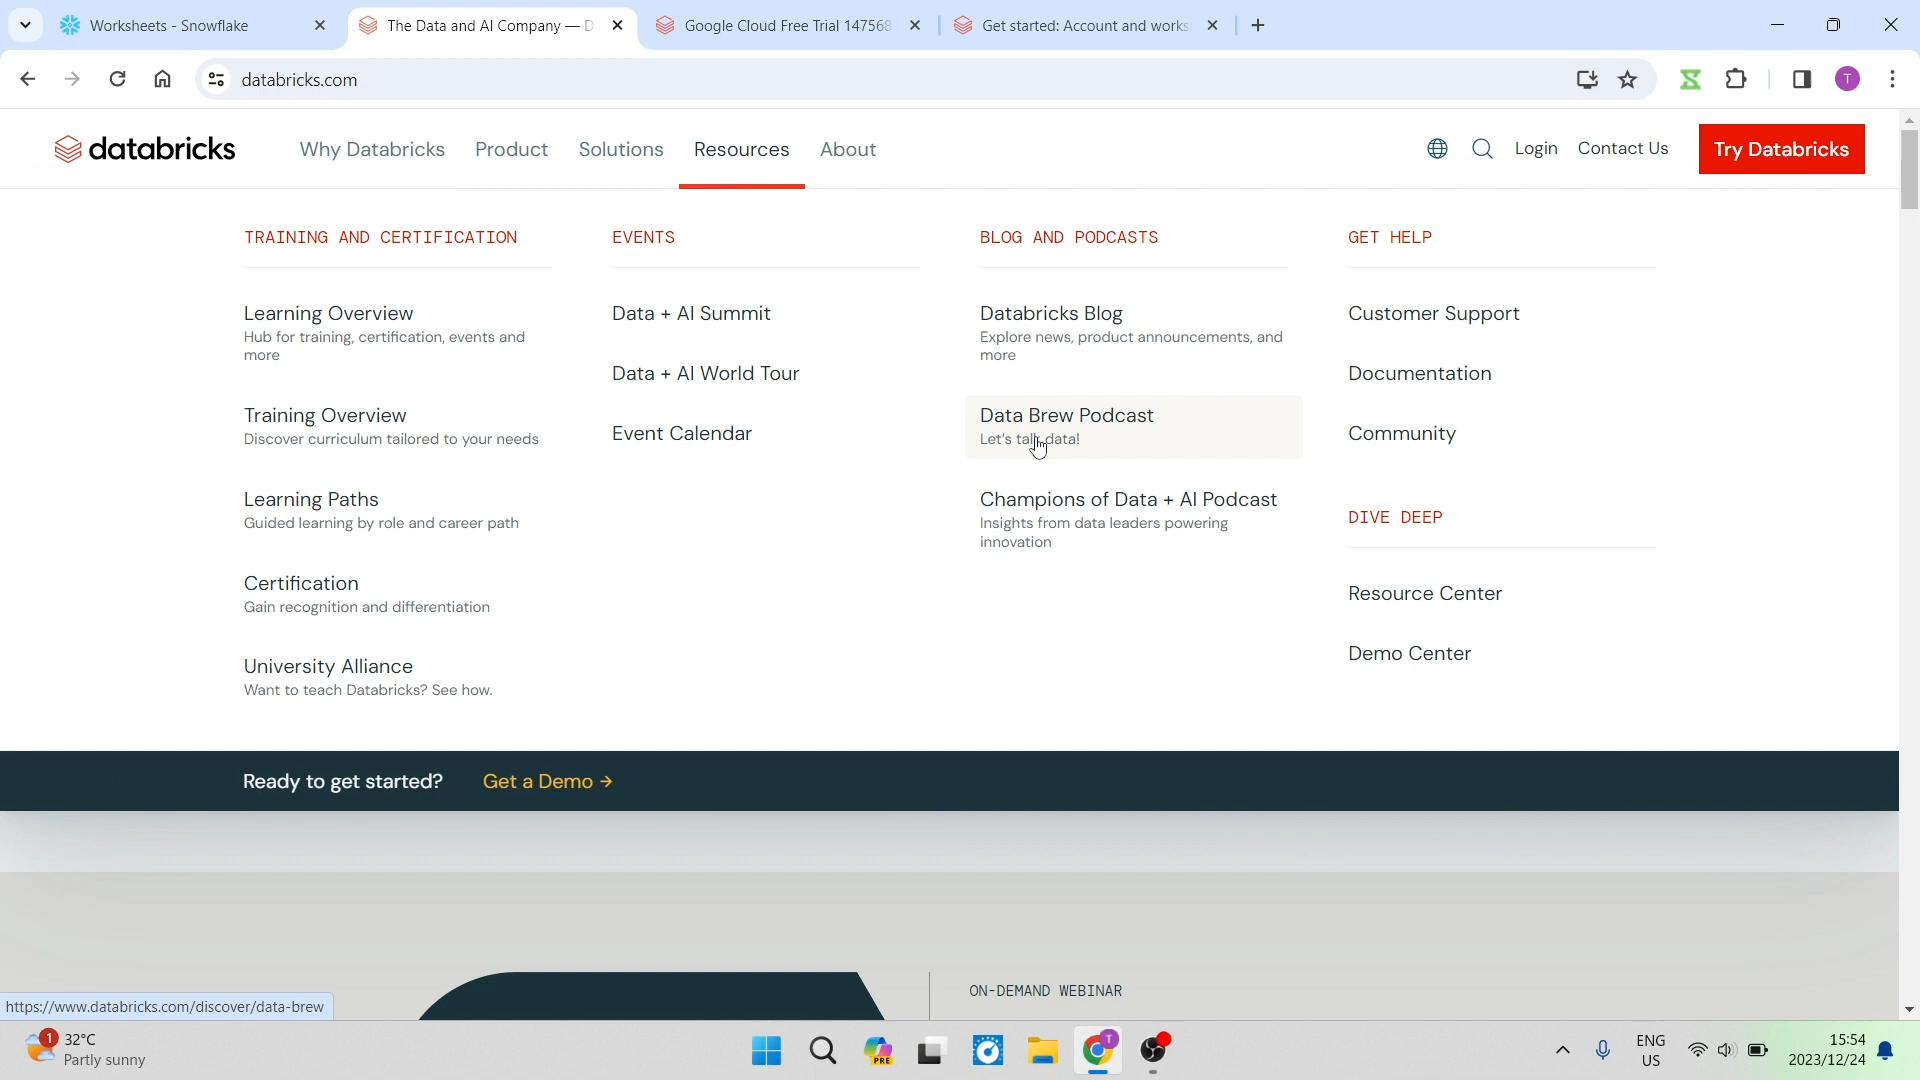 Worksheets - Snowflake
The Data and AI Company — D
Google Cloud Free Trial 147568
Get started: Account and works
databricks.com
T
databricks
Why Databricks
Product
Solutions
Resources
About
Login
Contact Us
Try Databricks
TRAINING AND CERTIFICATION
Learning Overview
Hub for training, certification, events and
more
Training Overview
Discover curriculum tailored to your needs
Learning Paths
Guided learning by role and career path
Certification
Gain recognition and differentiation
University Alliance
Want to teach Databricks? See how.
EVENTS
Data + AI Summit
Data + AI World Tour
Event Calendar
BLOG AND PODCASTS
Databricks Blog
Explore news, product announcements, and
more
Data Brew Podcast
Let's talk data!
Champions of Data + AI Podcast
Insights from data leaders powering
innovation
GET HELP
Customer Support
Documentation
Community
DIVE DEEP
Resource Center
Demo Center
Ready to get started?
Get a Demo →
ON-DEMAND WEBINAR
https://www.databricks.com/discover/data-brew
1
32°C
Partly sunny
PRE
T
ENG
US
15:54
2023/12/24